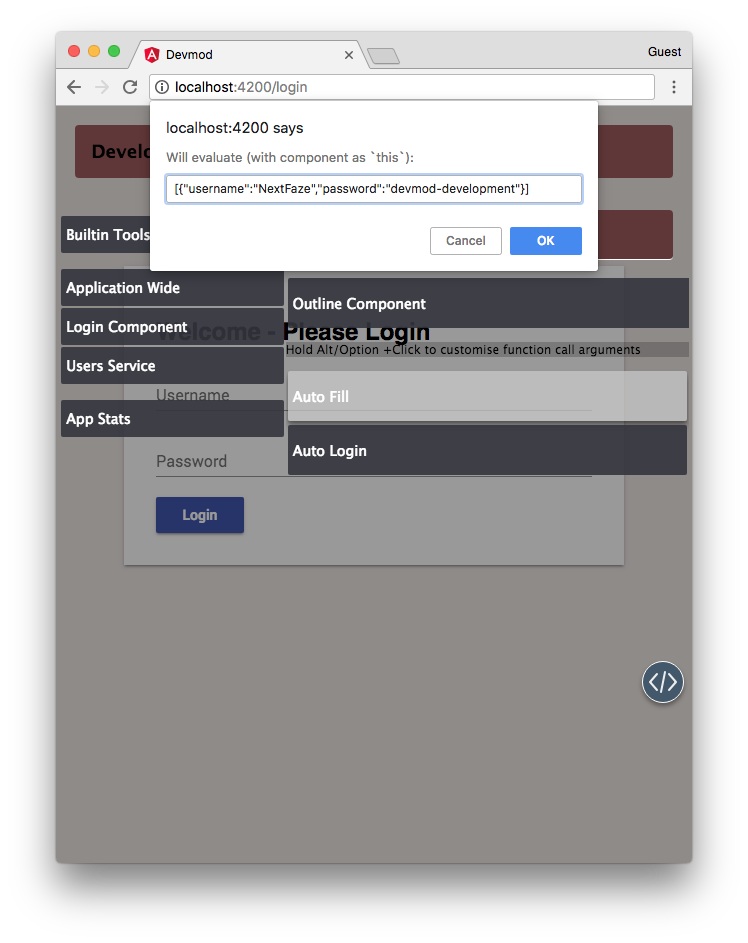 Devmod
Guest
localhost:4200/login
localhost:4200 says
Will evaluate (with component as `this`):
[{"username":"NextFaze","password":"devmod-development"}]
Cancel
OK
Develo
Builtin Tools
Application Wide
Login Component
Users Service
App Stats
Outline Component
Welcome - Please Login
Hold Alt/Option +Click to customise function call arguments
Username
Auto Fill
Auto Login
Password
Login